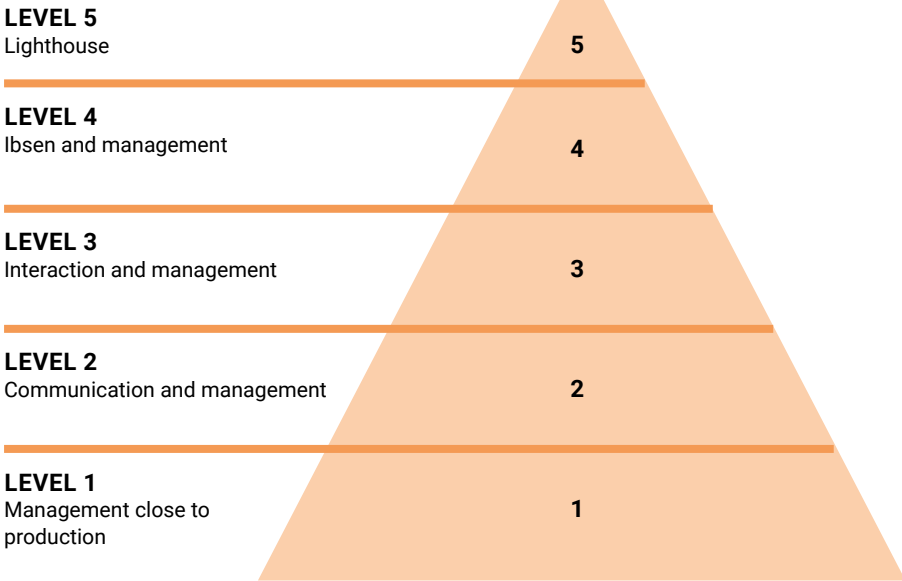 LEVEL 5
Lighthouse
5
LEVEL 4
Ibsen and management
4
LEVEL 3
Interaction and management
3
LEVEL 2
Communication and management
2
LEVEL 1
Management close to
production
1